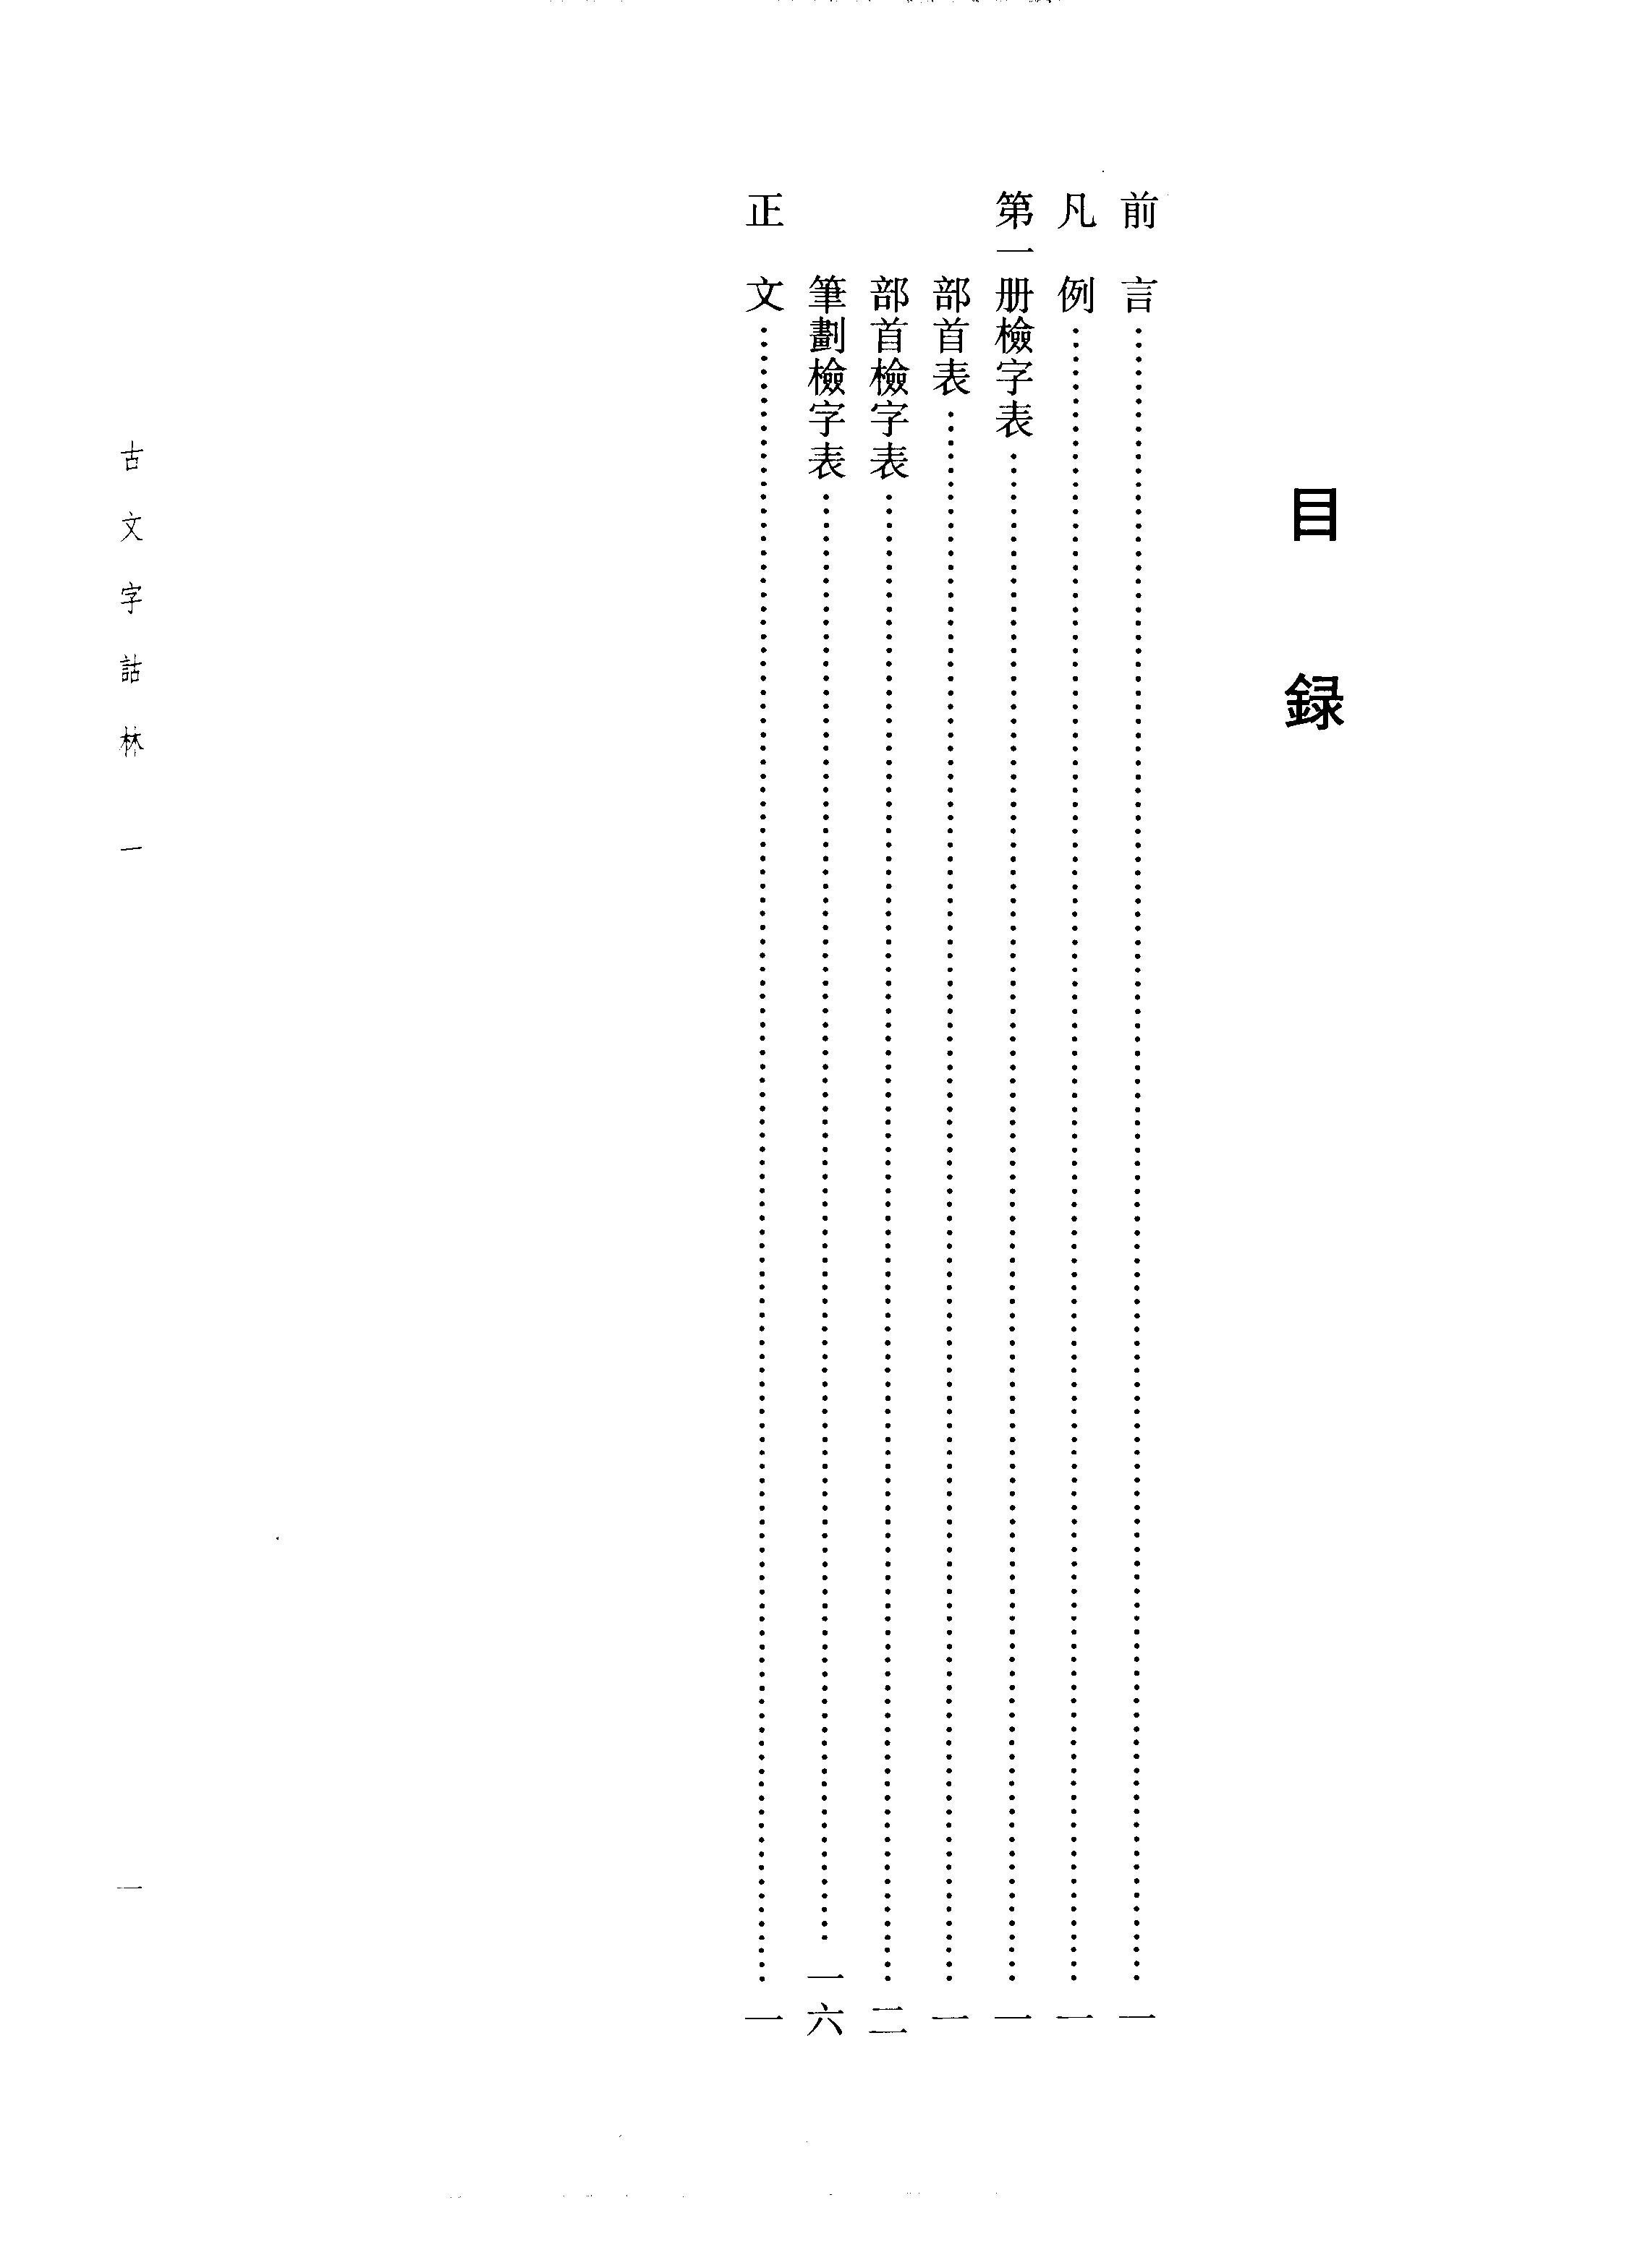 目録
前言……一
凡例……一
第一册檢字表……一
部首表……一
部首檢字表……二
筆劃檢字表……一六
正文……一
古文字詁林 一
一